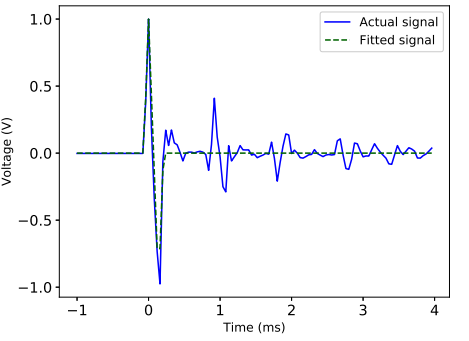 Actual signal
Fitted signal
1.0
0.5
0.0
−0.5
−1.0
Voltage (V)
−1 0 1 2 3 4
Time (ms)